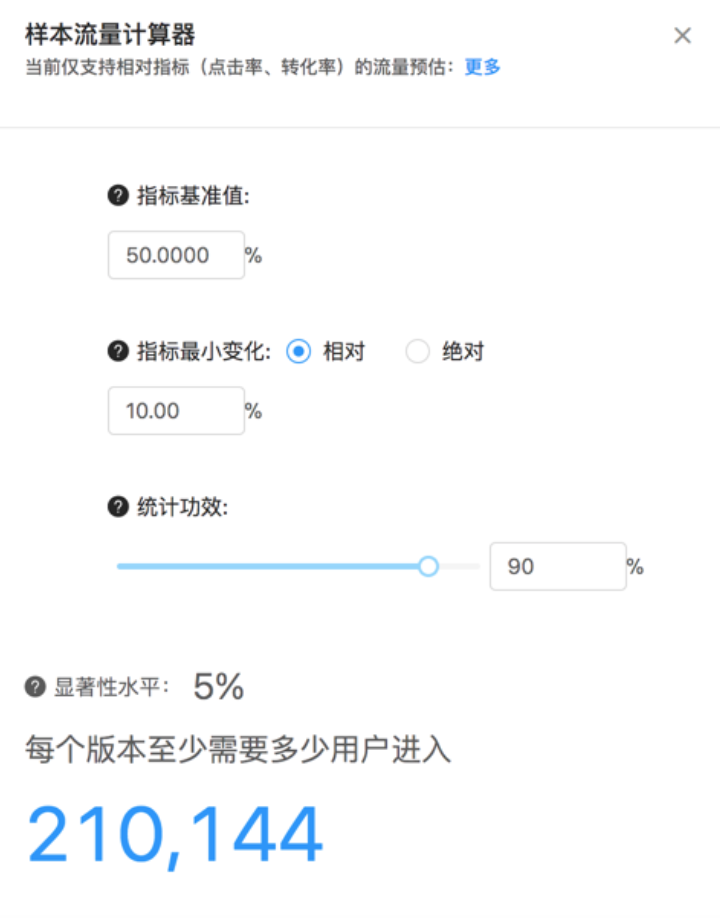 样本流量计算器
当前仅支持相对指标（点击率、转化率）的流量预估：更多
指标基准值:
50.0000 %
指标最小变化: 相对 绝对
10.00 %
统计功效:
90 %
显著性水平： 5%
每个版本至少需要多少用户进入
210,144